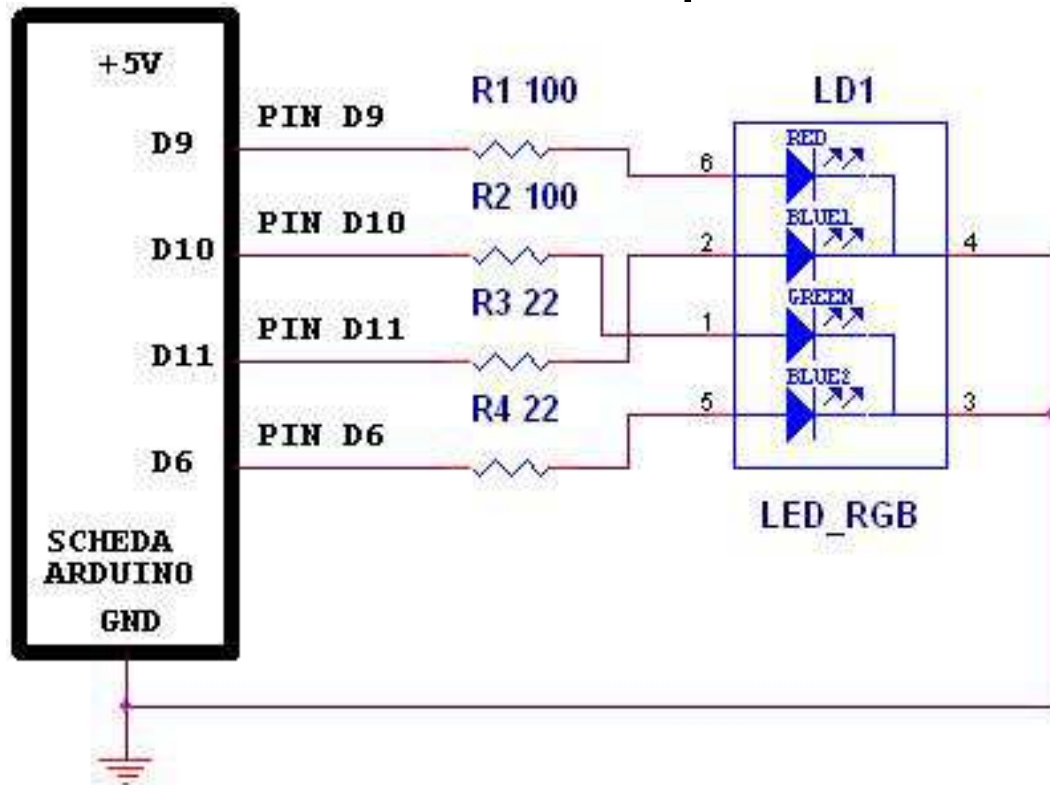 +5V
D9
PIN D9
R1 100
LD1
RED
6
R2 100
D10
PIN D10
BLUE1
2
4
R3 22
GREEN
1
D11
PIN D11
BLUE2
5
3
R4 22
D6
PIN D6
LED_RGB
SCHEDA
ARDUINO
GND